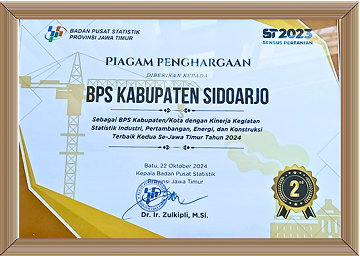 BADAN PUSAT STATISTIK
PROVINSI JAWA TIMUR
ST2023
SENSUS PERTANIAN
PIAGAM PENGHARGAAN
DIBERIKAN KEPADA
BPS KABUPATEN SIDOARJO
Sebagai BPS Kabupaten/Kota dengan Kinerja Kegiatan
Statistik Industri, Pertambangan, Energi, dan Konstruksi
Terbaik Kedua Se-Jawa Timur Tahun 2024
Batu, 22 Oktober 2024
Kepala Badan Pusat Statistik
Provinsi Jawa Timur
Dr. Ir. Zulkipli, M.Si.
2